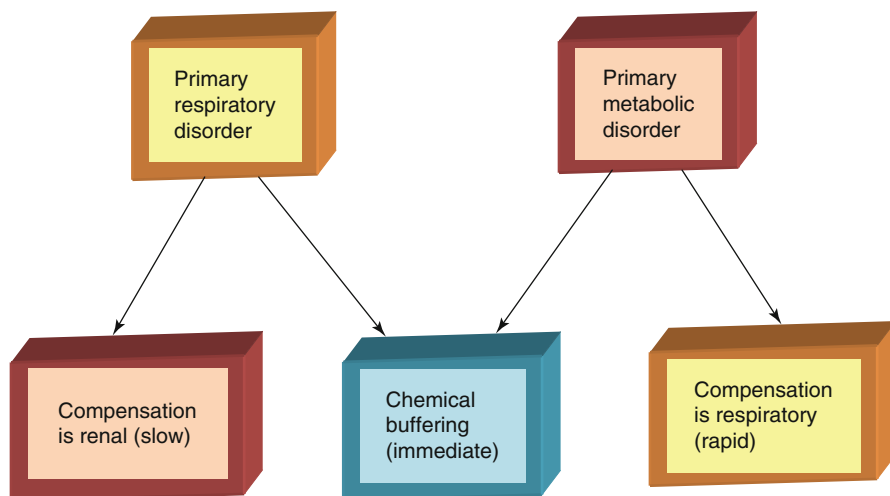 Primary
respiratory
disorder
Primary
metabolic
disorder
Compensation
is renal (slow)
Chemical
buffering
(immediate)
Compensation
is respiratory
(rapid)